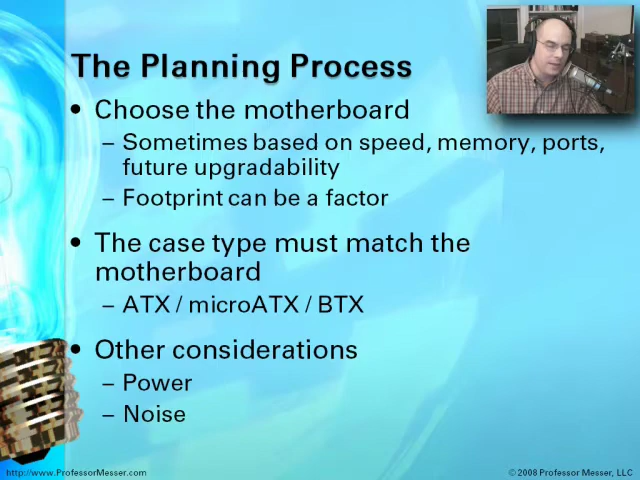 The Planning Process
• Choose the motherboard
– Sometimes based on speed, memory, ports,
future upgradability
– Footprint can be a factor
• The case type must match the
motherboard
– ATX / microATX / BTX
• Other considerations
– Power
– Noise
http://www.ProfessorMesser.com
© 2008 Professor Messer, LLC